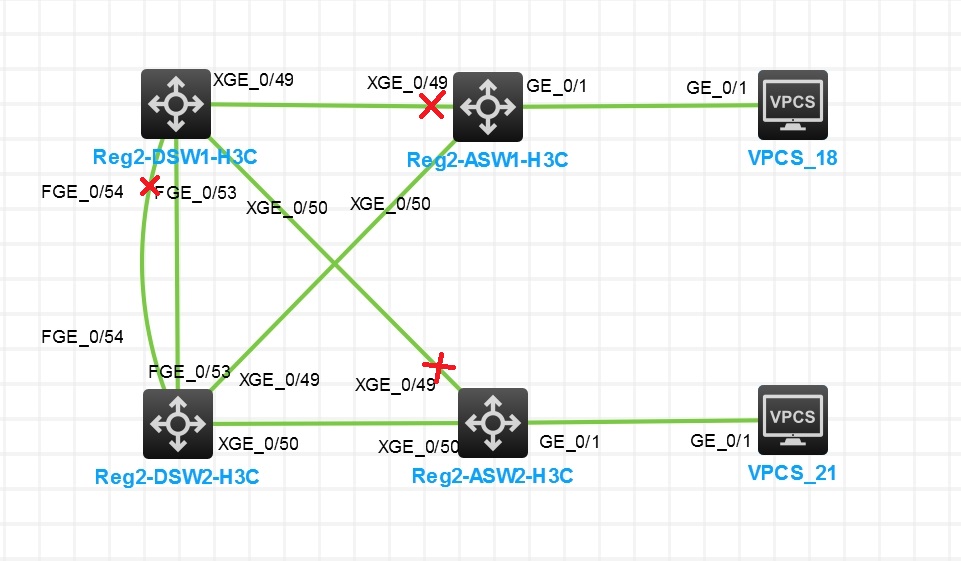 XGE_0/49
XGE_0/49
GE_0/1
GE_0/1
VPCS
Reg2-DSW1-H3C
Reg2-ASW1-H3C
VPCS_18
FGE_0/54
FGE_0/53
XGE_0/50
XGE_0/50
FGE_0/54
FGE_0/53
XGE_0/49
XGE_0/49
VPCS
XGE_0/50
XGE_0/50
GE_0/1
GE_0/1
Reg2-DSW2-H3C
Reg2-ASW2-H3C
VPCS_21